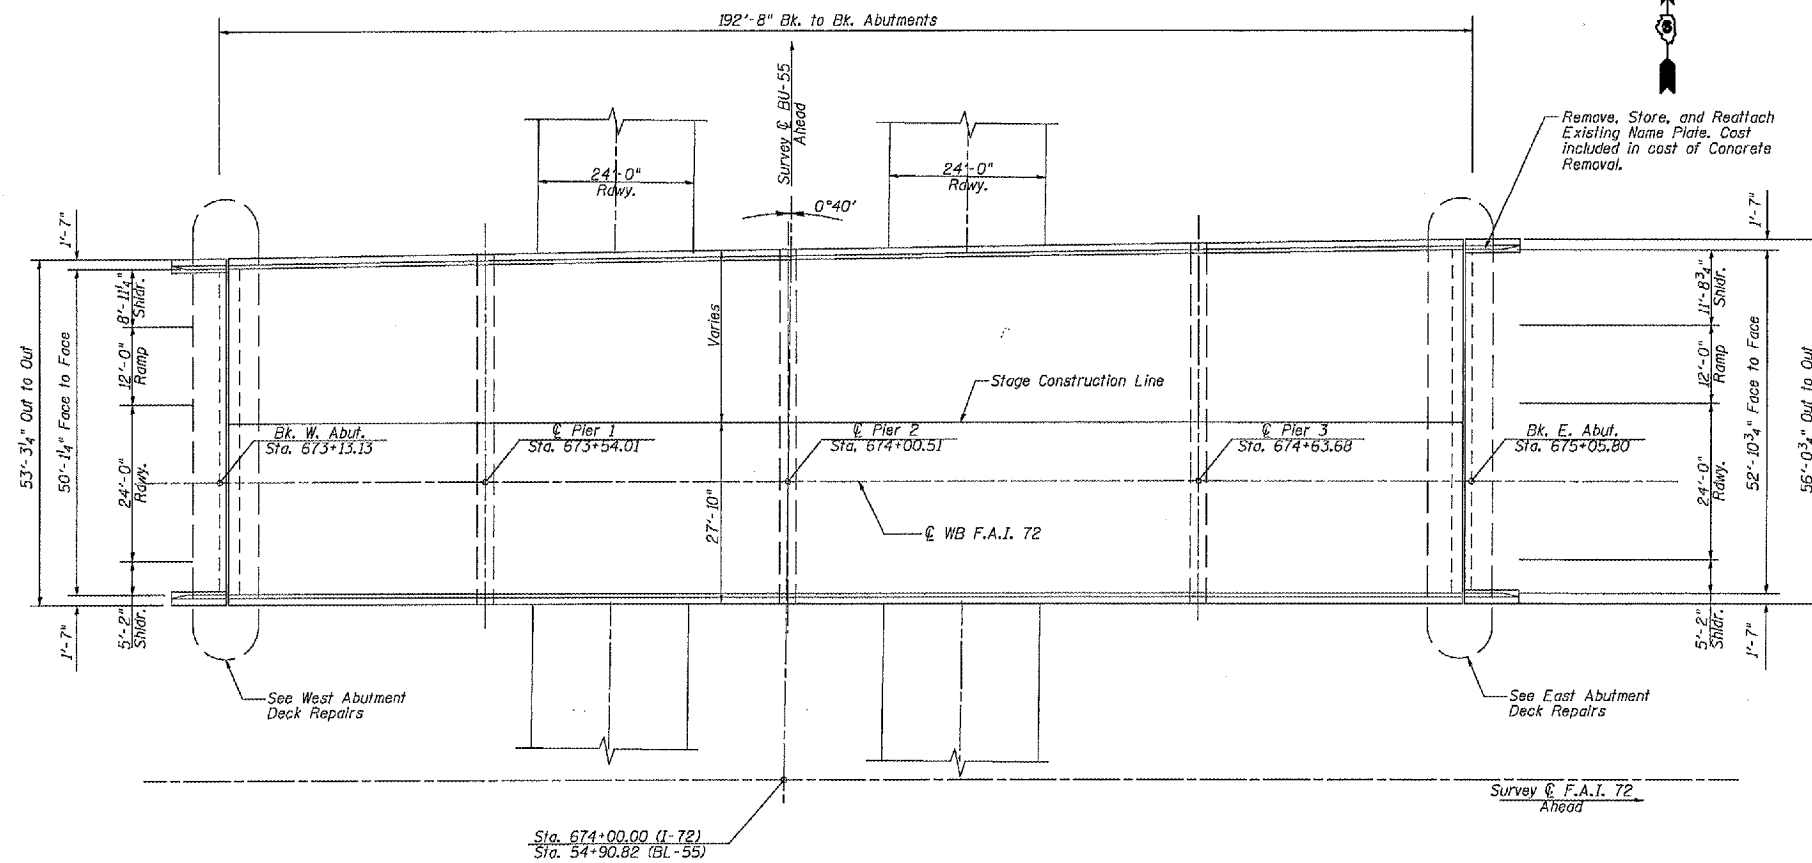 192'-8" Bk. to Bk. Abutments
Survey ℄ BU-55
Ahead
Remove, Store, and Reattach
Existing Name Plate. Cost
included in cost of Concrete
Removal.
24'-0"
Rdwy.
24'-0"
Rdwy.
0°40'
1'-7"
1'-7"
8'-11¼"
Shldr.
11'-8¾"
Shldr.
Varies
53'-3¼" Out to Out
50'-1¼" Face to Face
12'-0"
Ramp
12'-0"
Ramp
52'-10¾" Face to Face
56'-0¾" Out to Out
Stage Construction Line
Bk. W. Abut.
Sta. 673+13.13
℄ Pier 1
Sta. 673+54.01
℄ Pier 2
Sta. 674+00.51
℄ Pier 3
Sta. 674+63.68
Bk. E. Abut.
Sta. 675+05.80
24'-0"
Rdwy.
24'-0"
Rdwy.
27'-10"
℄ WB F.A.I. 72
1'-7"
5'-2"
Shldr.
5'-2"
Shldr.
1'-7"
See West Abutment
Deck Repairs
See East Abutment
Deck Repairs
Survey ℄ F.A.I. 72
Ahead
Sta. 674+00.00 (I-72)
Sta. 54+90.82 (BL-55)